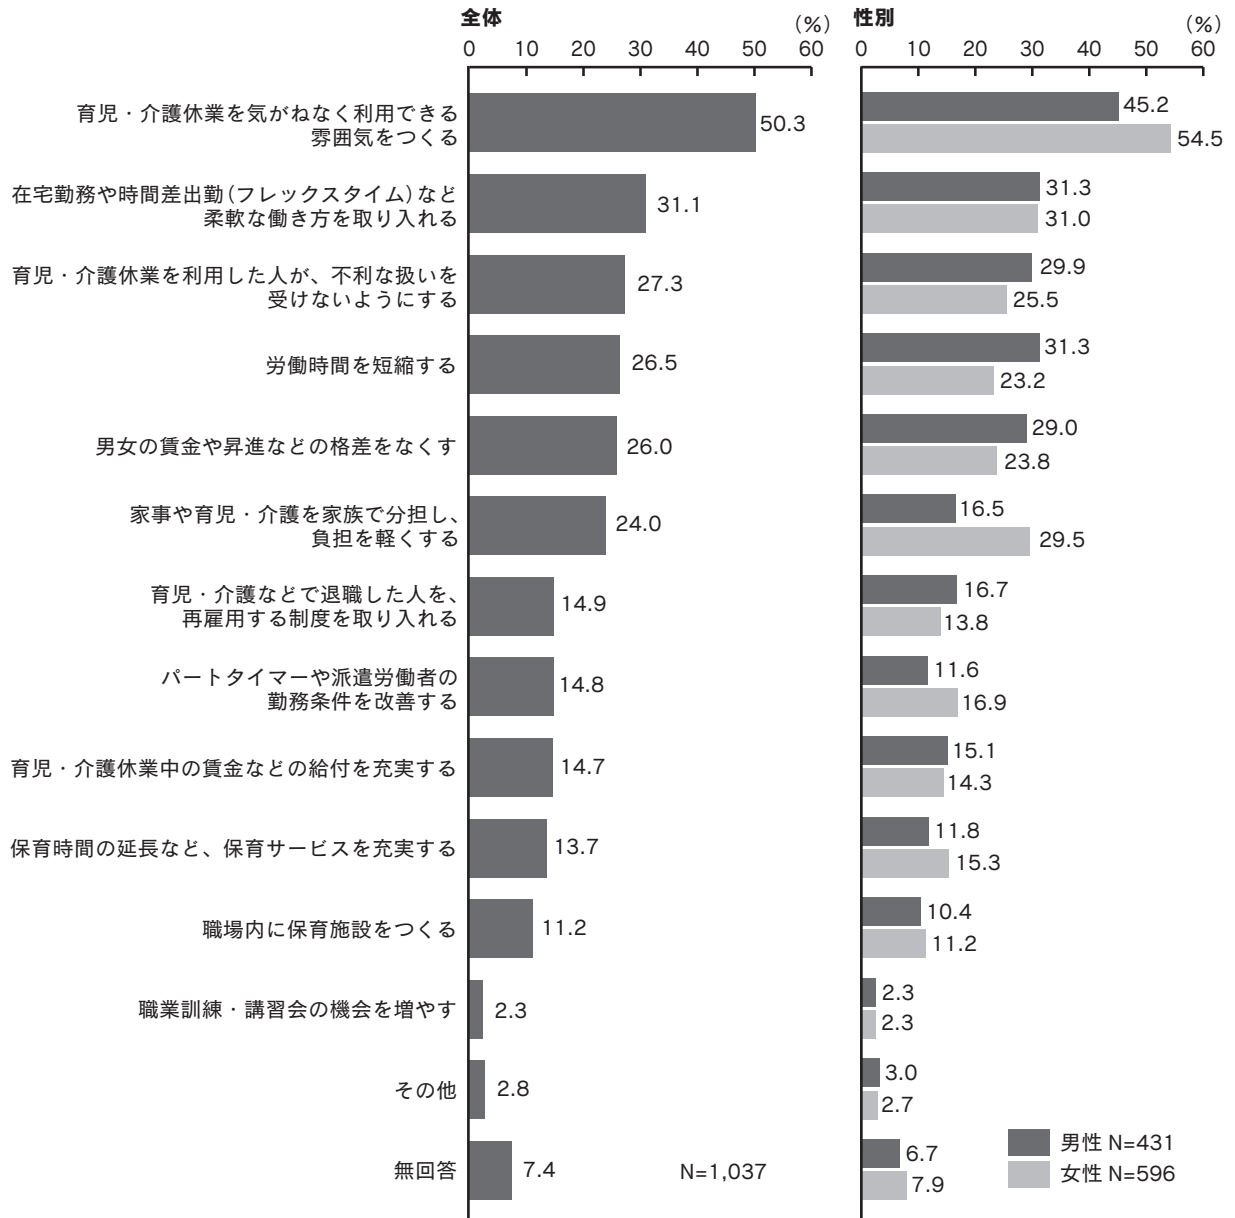 全体
(%)
0 10 20 30 40 50 60
性別
(%)
0 10 20 30 40 50 60
育児・介護休業を気がねなく利用できる
雰囲気をつくる
50.3
45.2
54.5
在宅勤務や時間差出勤(フレックスタイム)など
柔軟な働き方を取り入れる
31.1
31.3
31.0
育児・介護休業を利用した人が、不利な扱いを
受けないようにする
27.3
29.9
25.5
労働時間を短縮する
26.5
31.3
23.2
男女の賃金や昇進などの格差をなくす
26.0
29.0
23.8
家事や育児・介護を家族で分担し、
負担を軽くする
24.0
16.5
29.5
育児・介護などで退職した人を、
再雇用する制度を取り入れる
14.9
16.7
13.8
パートタイマーや派遣労働者の
勤務条件を改善する
14.8
11.6
16.9
育児・介護休業中の賃金などの給付を充実する
14.7
15.1
14.3
保育時間の延長など、保育サービスを充実する
13.7
11.8
15.3
職場内に保育施設をつくる
11.2
10.4
11.2
職業訓練・講習会の機会を増やす
2.3
2.3
2.3
その他
2.8
3.0
2.7
無回答
7.4
N=1,037
6.7
7.9
男性 N=431
女性 N=596